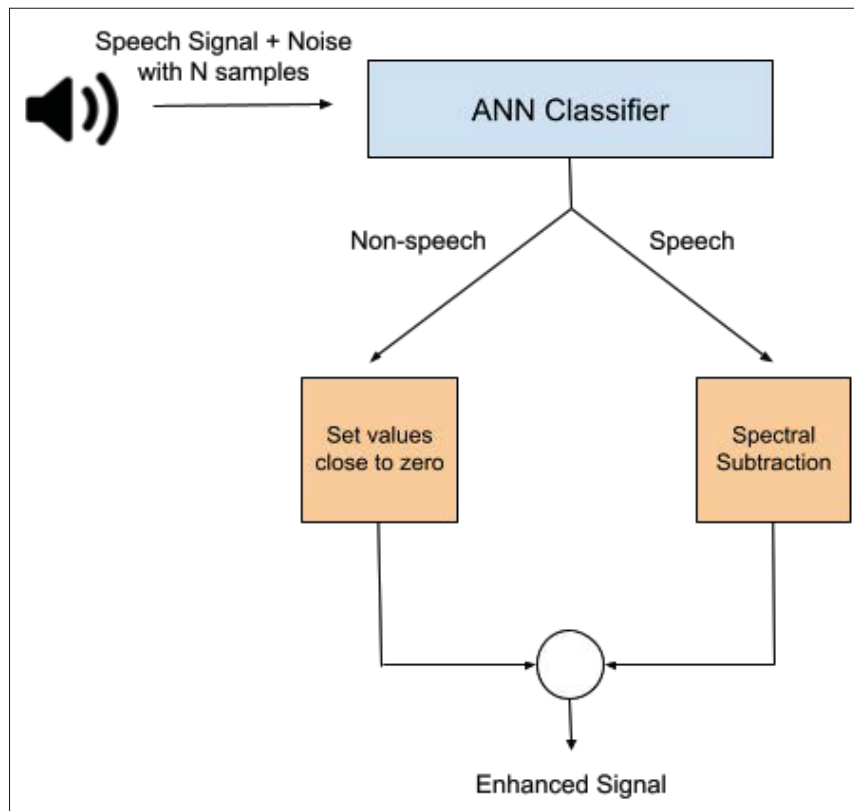 Speech Signal + Noise
with N samples
ANN Classifier
Non-speech
Speech
Set values
close to zero
Spectral
Subtraction
Enhanced Signal